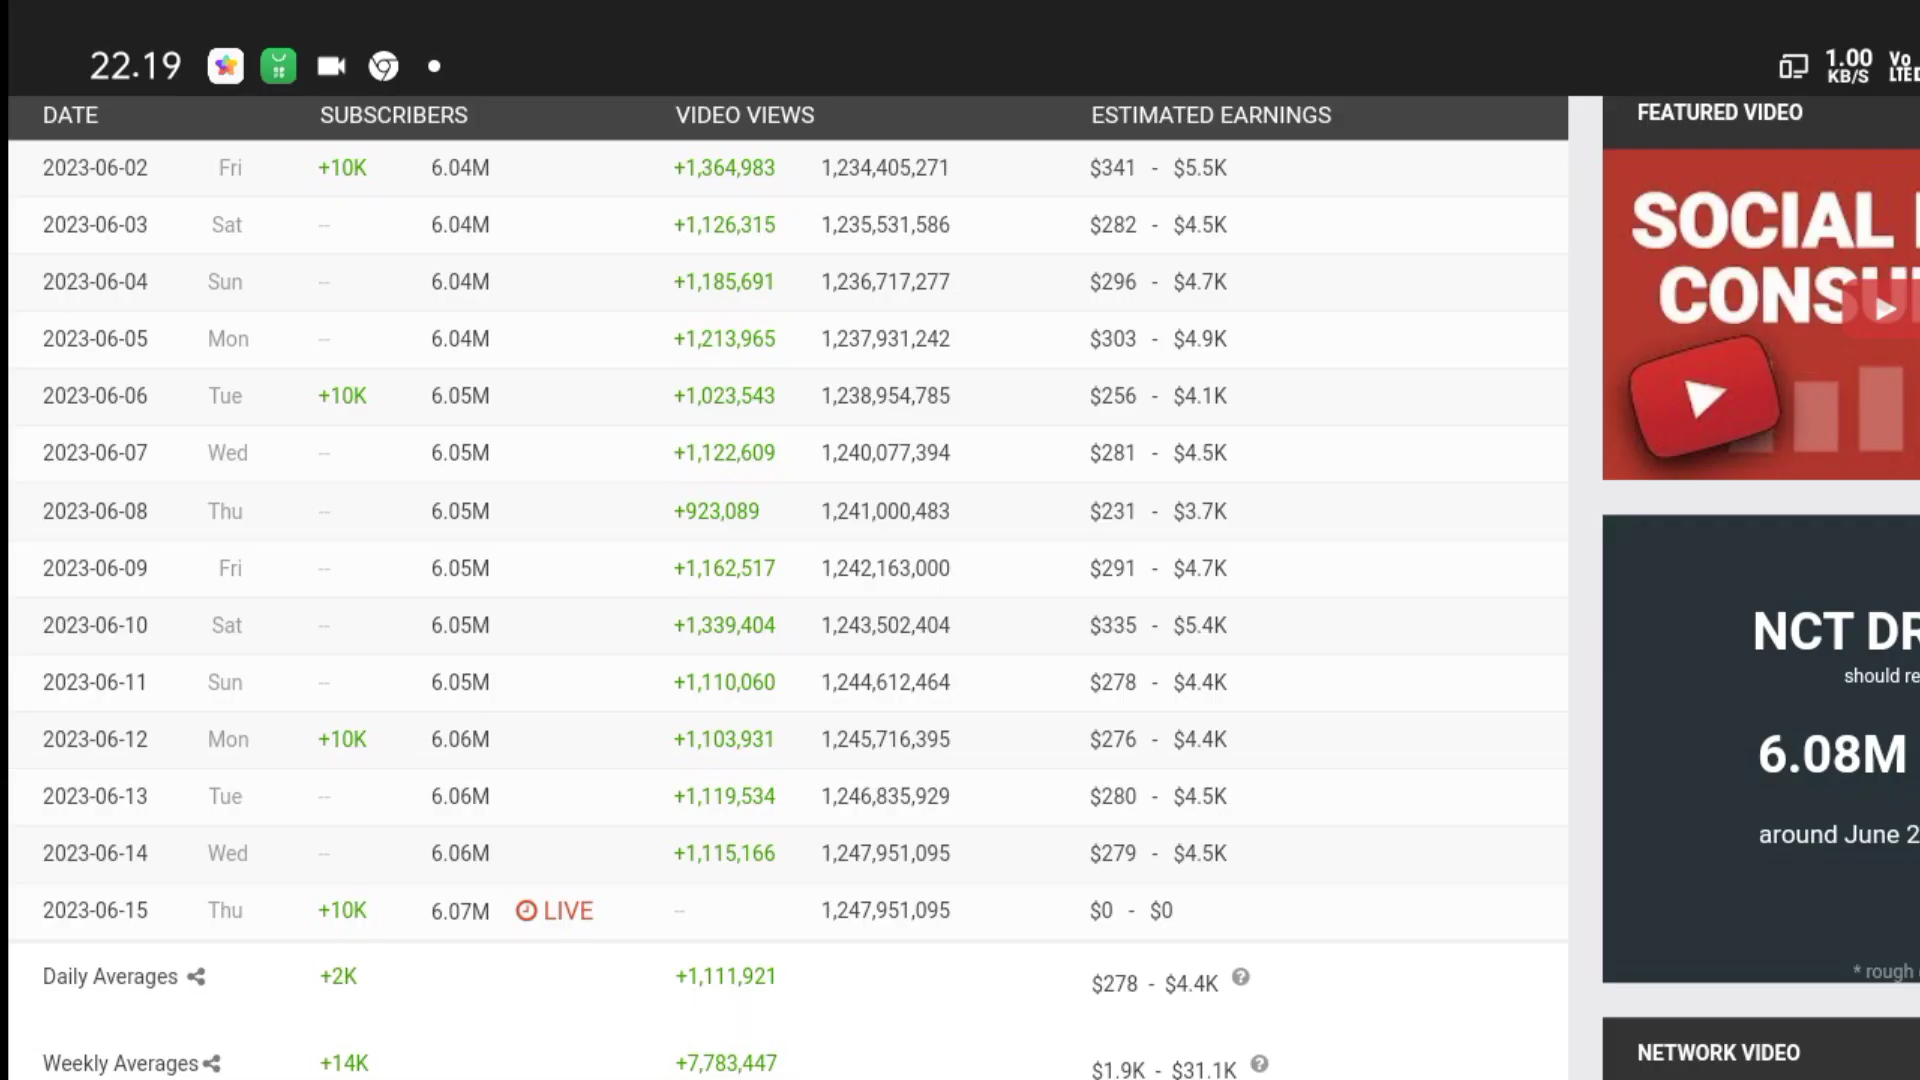 22.19
1.00 KB/S
Vo LTE
DATE SUBSCRIBERS VIDEO VIEWS ESTIMATED EARNINGS
2023-06-02 Fri +10K 6.04M +1,364,983 1,234,405,271 $341 - $5.5K
2023-06-03 Sat -- 6.04M +1,126,315 1,235,531,586 $282 - $4.5K
2023-06-04 Sun -- 6.04M +1,185,691 1,236,717,277 $296 - $4.7K
2023-06-05 Mon -- 6.04M +1,213,965 1,237,931,242 $303 - $4.9K
2023-06-06 Tue +10K 6.05M +1,023,543 1,238,954,785 $256 - $4.1K
2023-06-07 Wed -- 6.05M +1,122,609 1,240,077,394 $281 - $4.5K
2023-06-08 Thu -- 6.05M +923,089 1,241,000,483 $231 - $3.7K
2023-06-09 Fri -- 6.05M +1,162,517 1,242,163,000 $291 - $4.7K
2023-06-10 Sat -- 6.05M +1,339,404 1,243,502,404 $335 - $5.4K
2023-06-11 Sun -- 6.05M +1,110,060 1,244,612,464 $278 - $4.4K
2023-06-12 Mon +10K 6.06M +1,103,931 1,245,716,395 $276 - $4.4K
2023-06-13 Tue -- 6.06M +1,119,534 1,246,835,929 $280 - $4.5K
2023-06-14 Wed -- 6.06M +1,115,166 1,247,951,095 $279 - $4.5K
2023-06-15 Thu +10K 6.07M LIVE -- 1,247,951,095 $0 - $0
Daily Averages +2K +1,111,921 $278 - $4.4K
Weekly Averages +14K +7,783,447 $1.9K - $31.1K
FEATURED VIDEO
SOCIAL
NCT DR
should re
6.08M
around June 2
* rough
NETWORK VIDEO